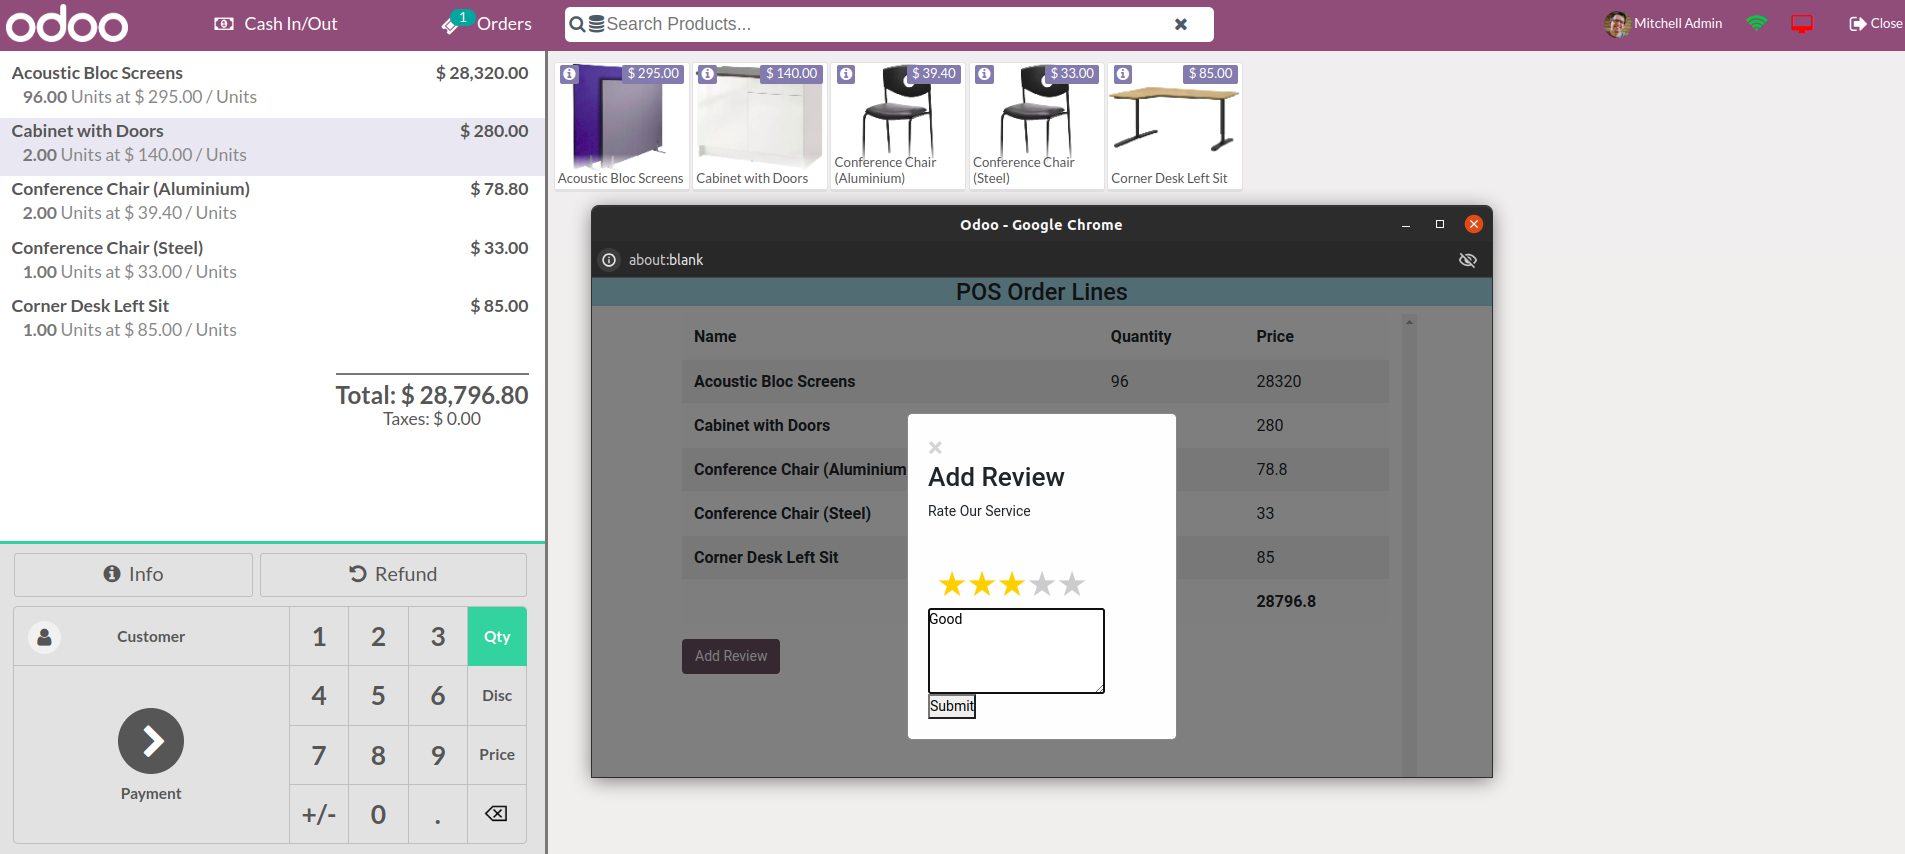 odoo
Cash In/Out
1
Orders
Search Products...
Mitchell Admin
Close
Acoustic Bloc Screens $ 28,320.00
96.00 Units at $ 295.00 / Units
Cabinet with Doors $ 280.00
2.00 Units at $ 140.00 / Units
Conference Chair (Aluminium) $ 78.80
2.00 Units at $ 39.40 / Units
Conference Chair (Steel) $ 33.00
1.00 Units at $ 33.00 / Units
Corner Desk Left Sit $ 85.00
1.00 Units at $ 85.00 / Units
Total: $ 28,796.80
Taxes: $ 0.00
Info
Refund
Customer
1 2 3 Qty
4 5 6 Disc
7 8 9 Price
+/- 0 .
Payment
$ 295.00
Acoustic Bloc Screens
$ 140.00
Cabinet with Doors
$ 39.40
Conference Chair
(Aluminium)
$ 33.00
Conference Chair
(Steel)
$ 85.00
Corner Desk Left Sit
Odoo - Google Chrome
about:blank
POS Order Lines
Name Quantity Price
Acoustic Bloc Screens 96 28320
Cabinet with Doors 280
Conference Chair (Aluminium 78.8
Conference Chair (Steel) 33
Corner Desk Left Sit 85
28796.8
Add Review
×
Add Review
Rate Our Service
Good
Submit